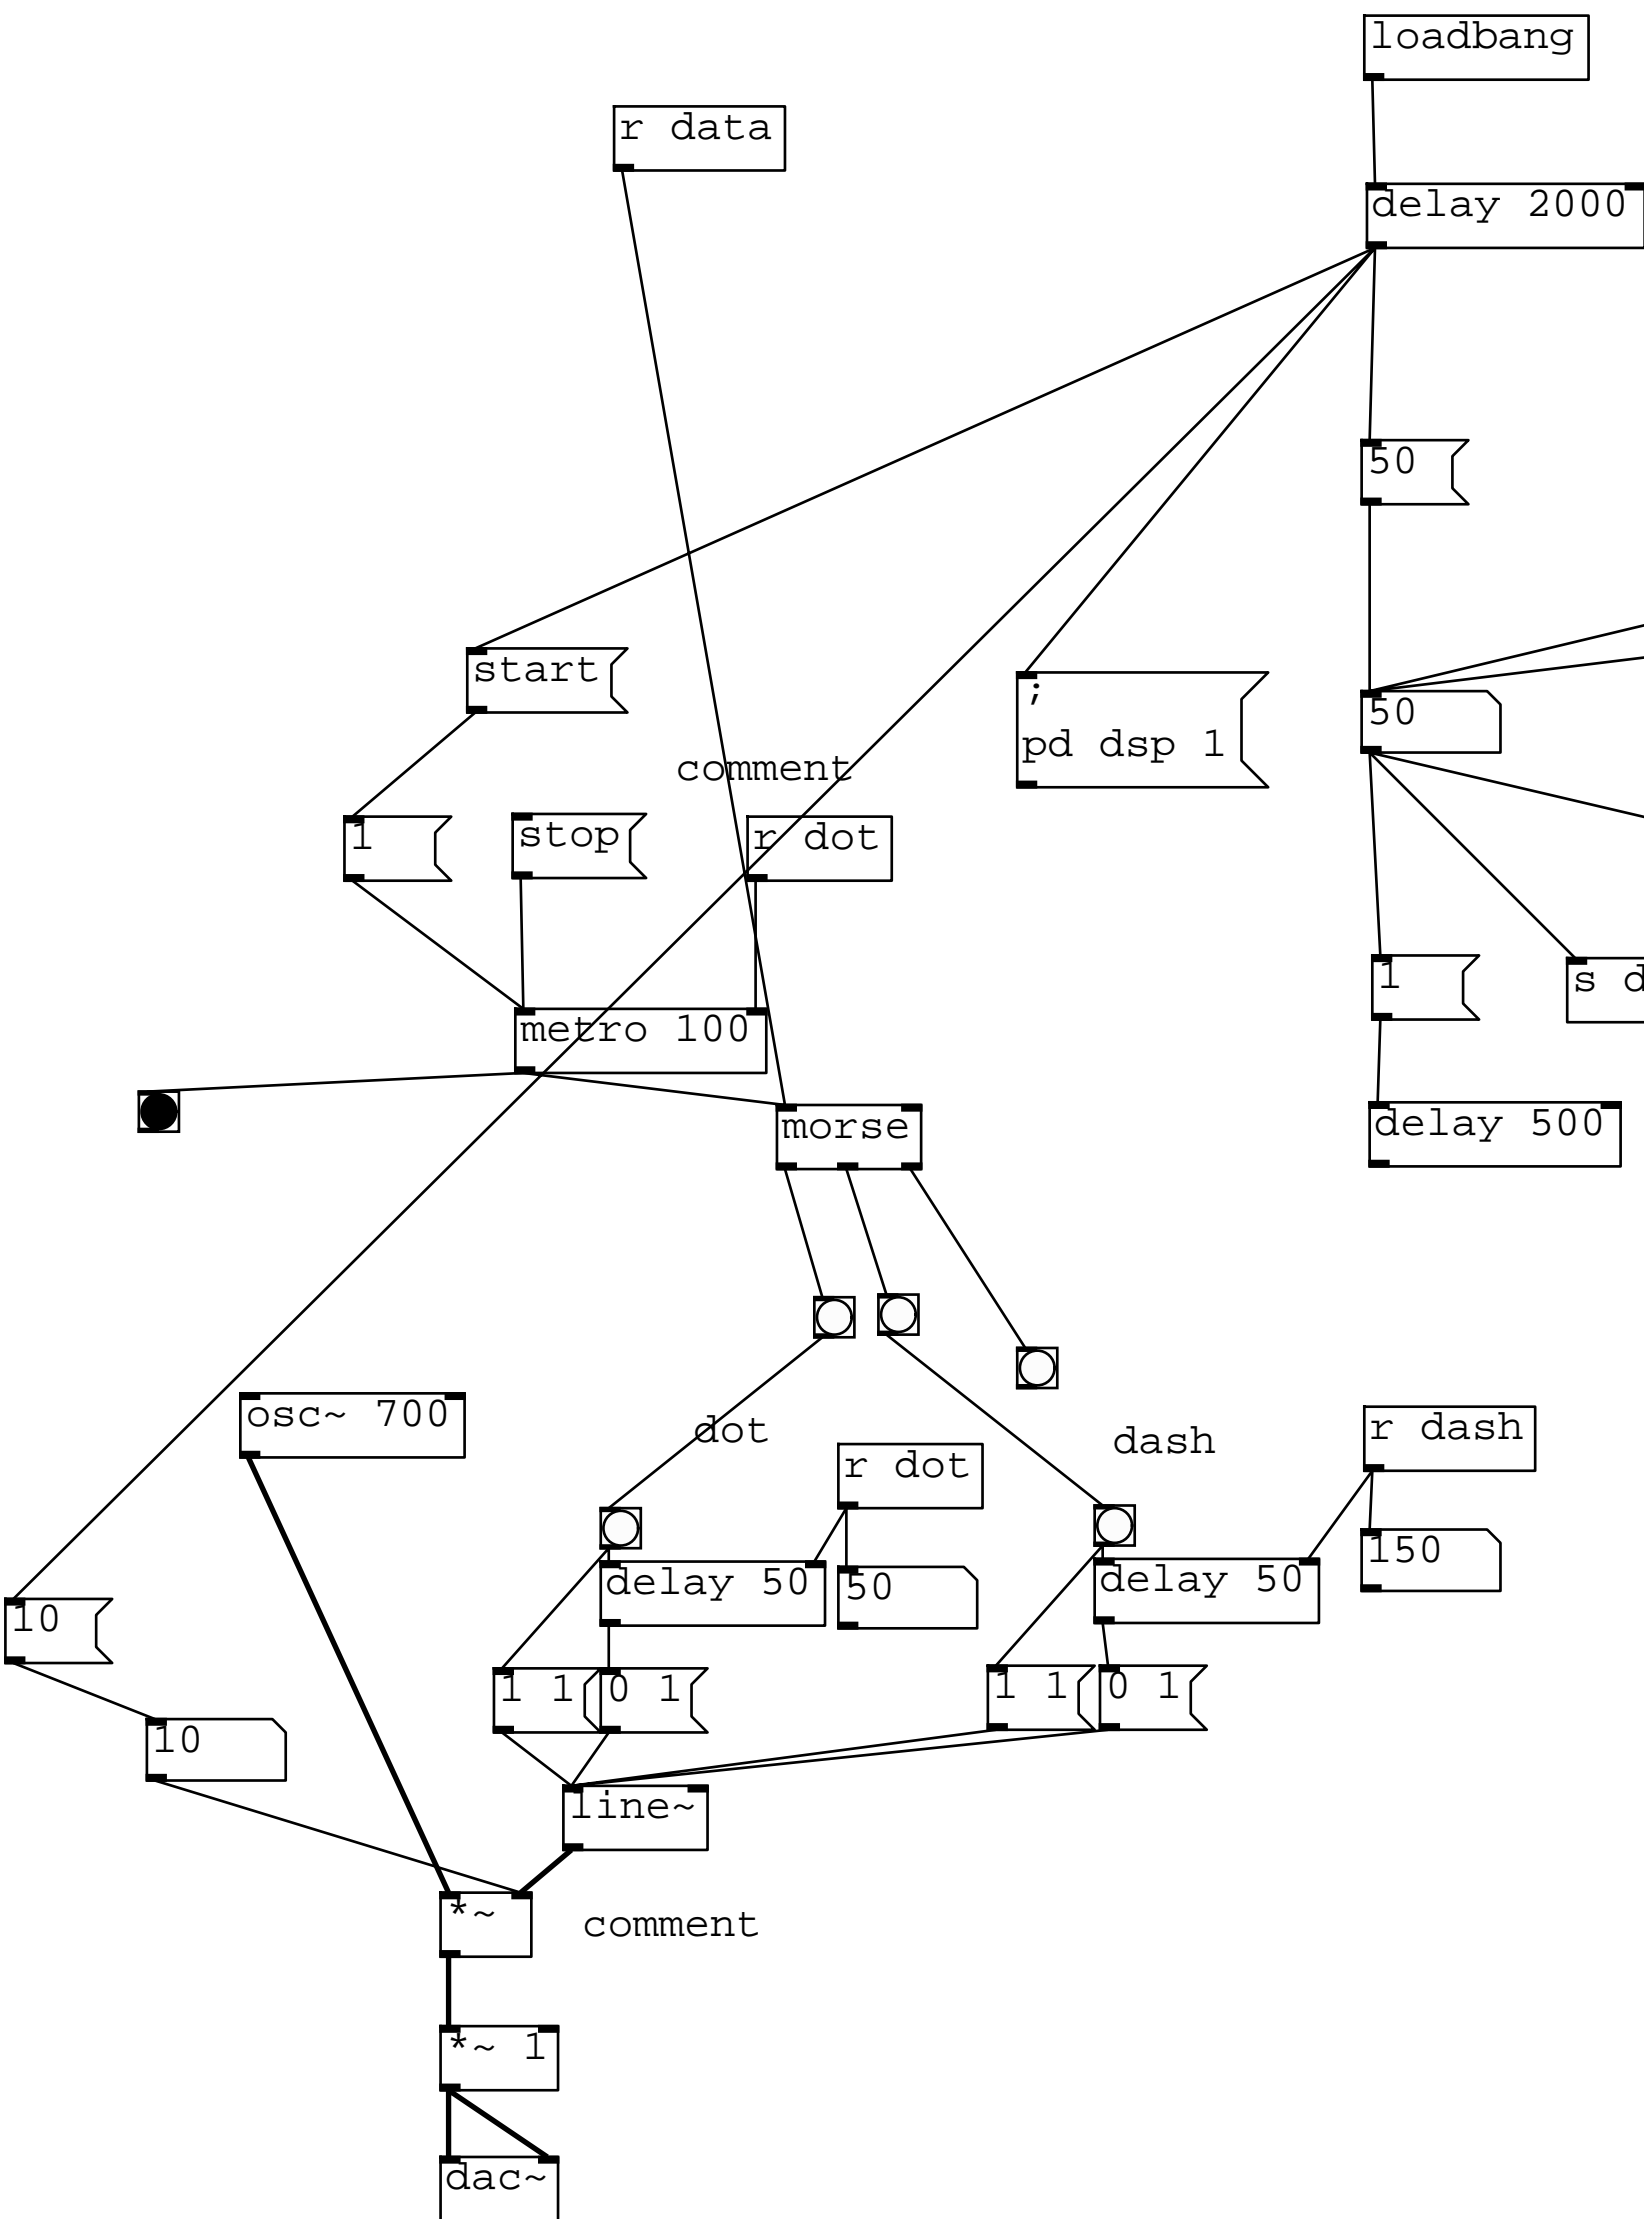 loadbang
r data
delay 2000
50
start
;
pd dsp 1
50
comment
1
stop
r dot
1
s d
metro 100
morse
delay 500
osc~ 700
dot
dash
r dash
r dot
150
delay 50
50
delay 50
10
1 1
0 1
1 1
0 1
10
line~
*~
comment
*~ 1
dac~